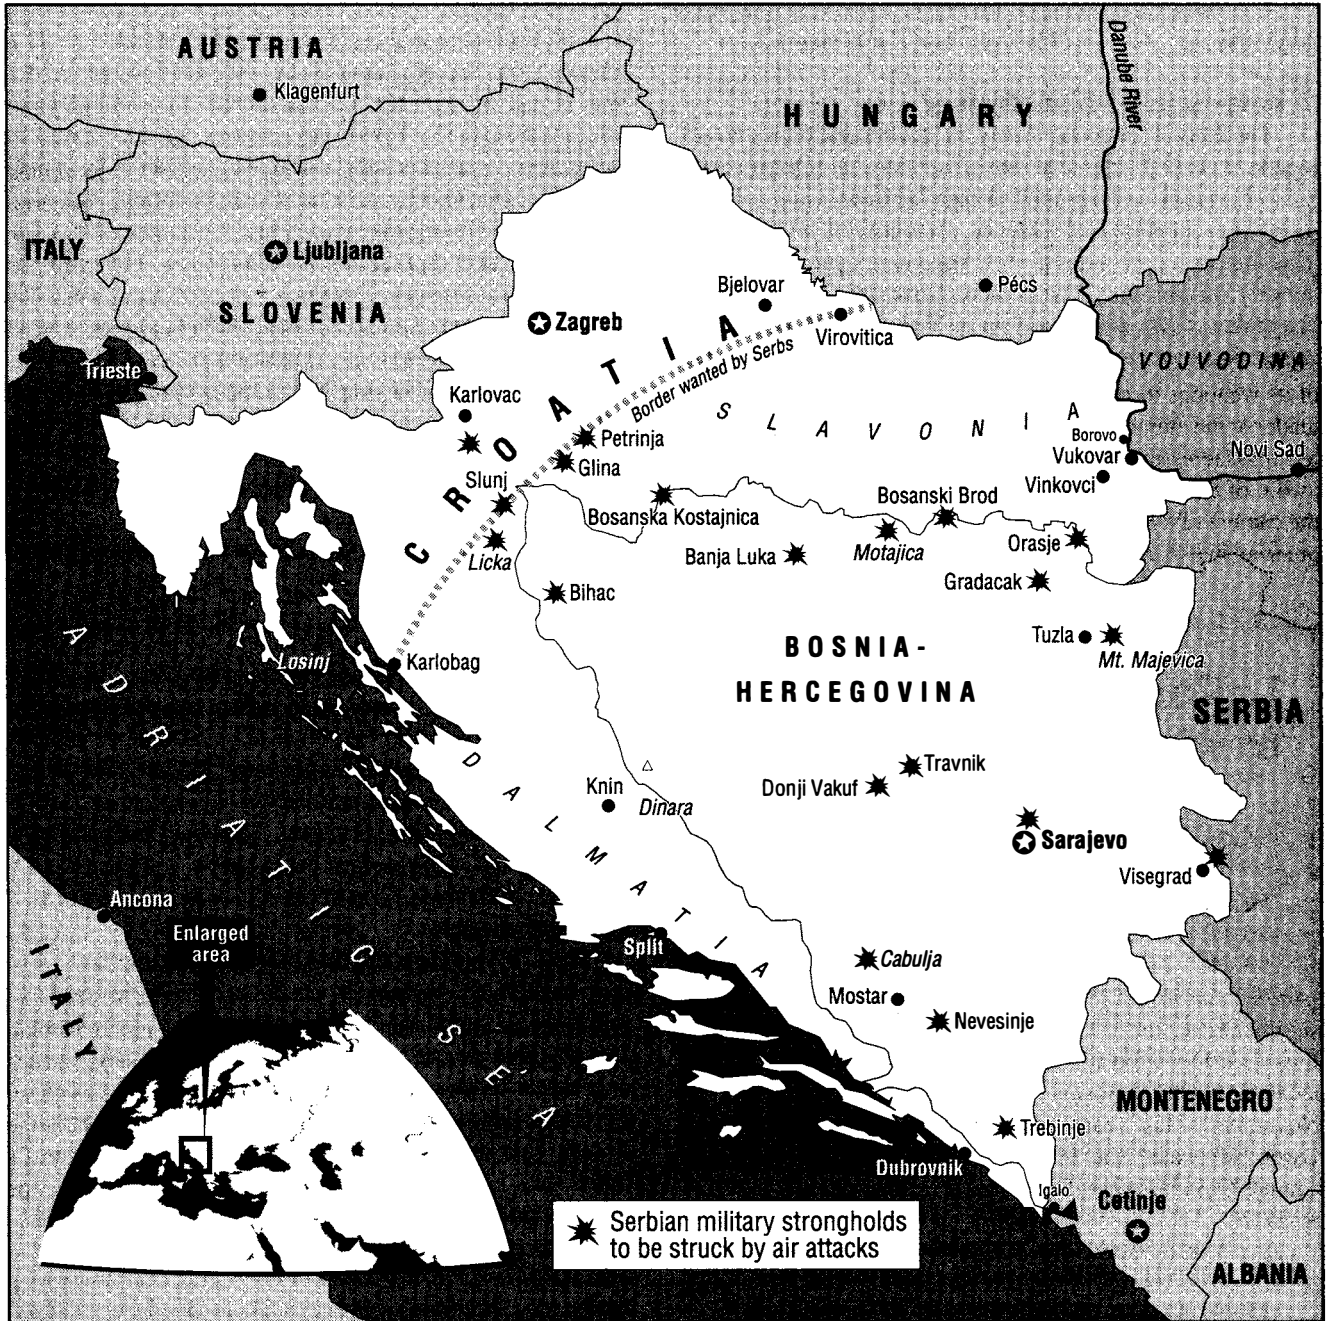 AUSTRIA
Klagenfurt
HUNGARY
Danube River
ITALY
Ljubljana
SLOVENIA
Trieste
Zagreb
Bjelovar
Virovitica
Pécs
VOJVODINA
Novi Sad
CROATIA
Border wanted by Serbs
SLAVONIA
Karlovac
Petrinja
Glina
Slunj
Licka
Bosanska Kostajnica
Banja Luka
Motajica
Bosanski Brod
Borovo
Vukovar
Vinkovci
Orasje
Gradacak
Bihac
Tuzla
Mt. Majevica
BOSNIA-
HERCEGOVINA
SERBIA
Losinj
Karlobag
ADRIATIC SEA
DALMATIA
Knin
Dinara
Travnik
Donji Vakuf
Sarajevo
Visegrad
Ancona
Enlarged
area
ITALY
Split
Cabulja
Mostar
Nevesinje
MONTENEGRO
Trebinje
Dubrovnik
Igalo
Cetinje
ALBANIA
Serbian military strongholds
to be struck by air attacks